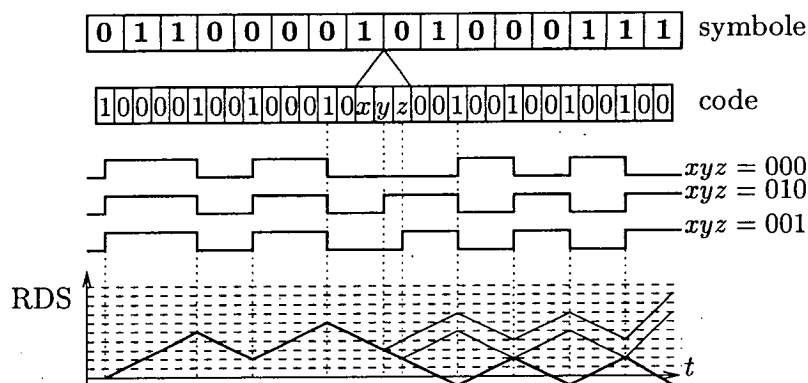 0 1 1 0 0 0 0 1 0 1 0 0 0 1 1 1 symbole
1 0 0 0 0 1 0 0 1 0 0 0 1 0 x y z 0 0 1 0 0 1 0 0 1 0 0 1 0 0 code
xyz = 000
xyz = 010
xyz = 001
RDS
t